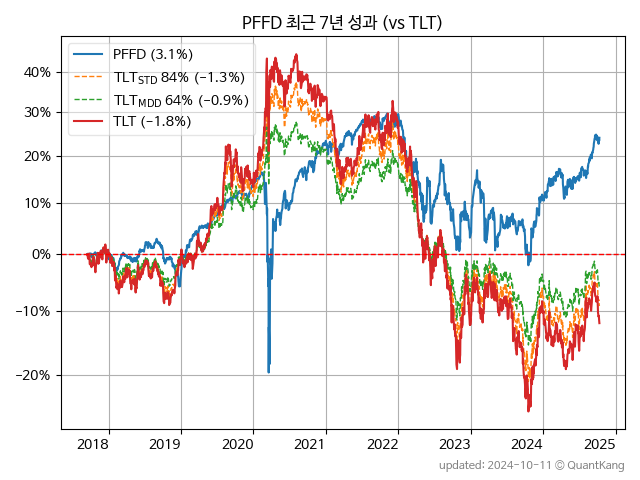 PFFD 최근 7년 성과 (vs TLT)
PFFD (3.1%)
TLT_STD 84% (−1.3%)
TLT_MDD 64% (−0.9%)
TLT (−1.8%)
40%
30%
20%
10%
0%
−10%
−20%
2018 2019 2020 2021 2022 2023 2024 2025
updated: 2024-10-11 © QuantKang